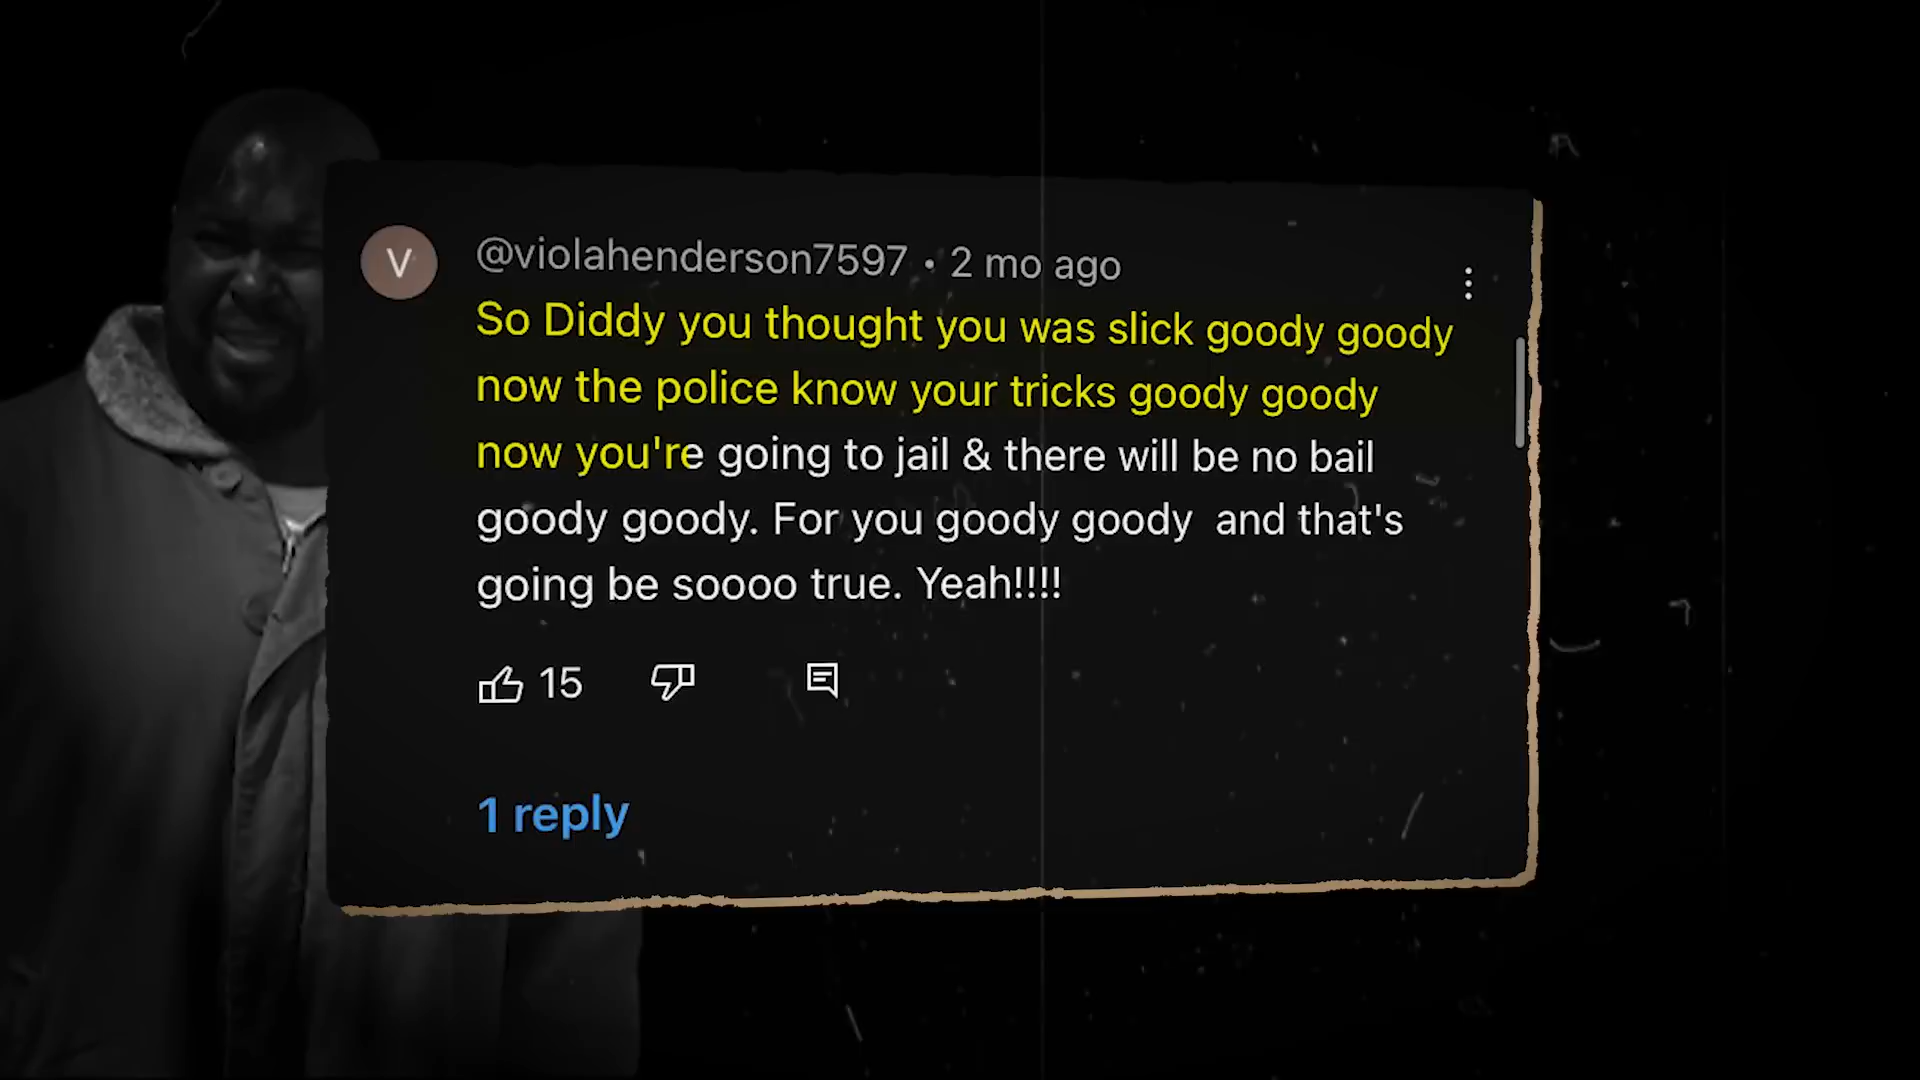 V
@violahenderson7597 • 2 mo ago
So Diddy you thought you was slick goody goody
now the police know your tricks goody goody
now you're going to jail & there will be no bail
goody goody. For you goody goody  and that's
going be soooo true. Yeah!!!!
15
1 reply